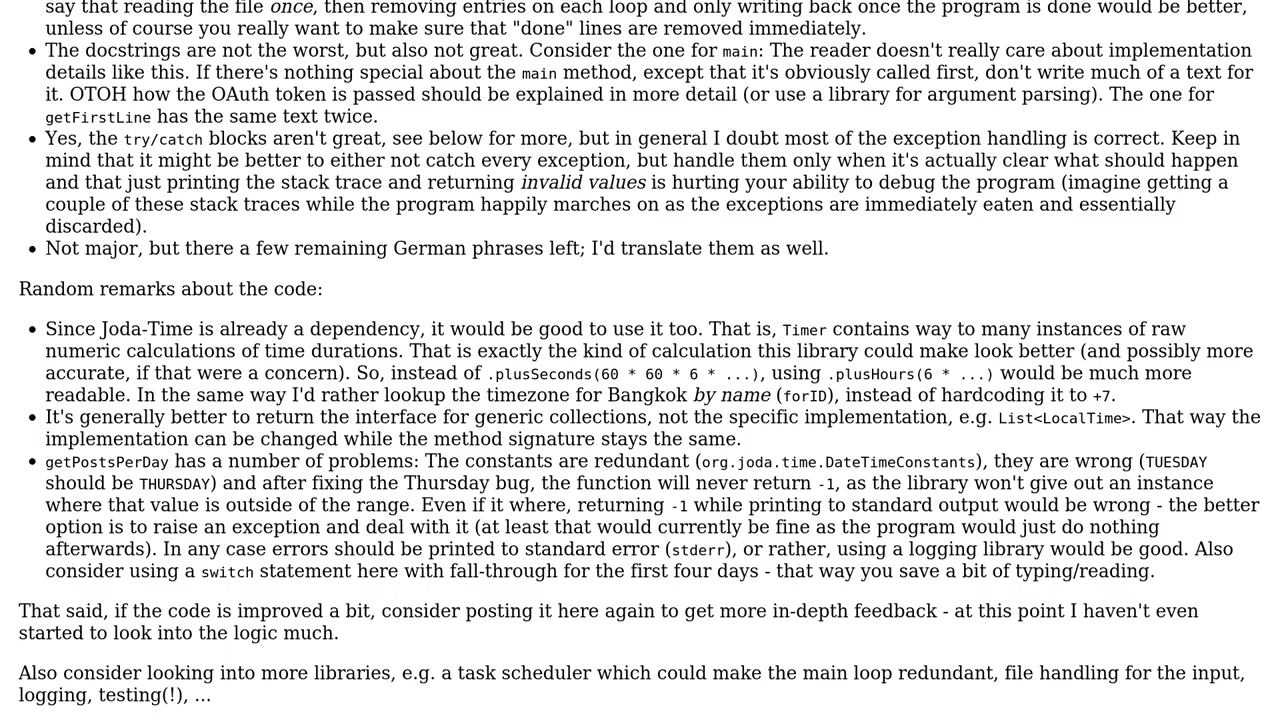 say that reading the file once, then removing entries on each loop and only writing back once the program is done would be better,
unless of course you really want to make sure that "done" lines are removed immediately.
• The docstrings are not the worst, but also not great. Consider the one for main: The reader doesn't really care about implementation
details like this. If there's nothing special about the main method, except that it's obviously called first, don't write much of a text for
it. OTOH how the OAuth token is passed should be explained in more detail (or use a library for argument parsing). The one for
getFirstLine has the same text twice.
• Yes, the try/catch blocks aren't great, see below for more, but in general I doubt most of the exception handling is correct. Keep in
mind that it might be better to either not catch every exception, but handle them only when it's actually clear what should happen
and that just printing the stack trace and returning invalid values is hurting your ability to debug the program (imagine getting a
couple of these stack traces while the program happily marches on as the exceptions are immediately eaten and essentially
discarded).
• Not major, but there a few remaining German phrases left; I'd translate them as well.
Random remarks about the code:
• Since Joda-Time is already a dependency, it would be good to use it too. That is, Timer contains way to many instances of raw
numeric calculations of time durations. That is exactly the kind of calculation this library could make look better (and possibly more
accurate, if that were a concern). So, instead of .plusSeconds(60 * 60 * 6 * ...), using .plusHours(6 * ...) would be much more
readable. In the same way I'd rather lookup the timezone for Bangkok by name (forID), instead of hardcoding it to +7.
• It's generally better to return the interface for generic collections, not the specific implementation, e.g. List<LocalTime>. That way the
implementation can be changed while the method signature stays the same.
• getPostsPerDay has a number of problems: The constants are redundant (org.joda.time.DateTimeConstants), they are wrong (TUESDAY
should be THURSDAY) and after fixing the Thursday bug, the function will never return -1, as the library won't give out an instance
where that value is outside of the range. Even if it where, returning -1 while printing to standard output would be wrong - the better
option is to raise an exception and deal with it (at least that would currently be fine as the program would just do nothing
afterwards). In any case errors should be printed to standard error (stderr), or rather, using a logging library would be good. Also
consider using a switch statement here with fall-through for the first four days - that way you save a bit of typing/reading.
That said, if the code is improved a bit, consider posting it here again to get more in-depth feedback - at this point I haven't even
started to look into the logic much.
Also consider looking into more libraries, e.g. a task scheduler which could make the main loop redundant, file handling for the input,
logging, testing(!), ...